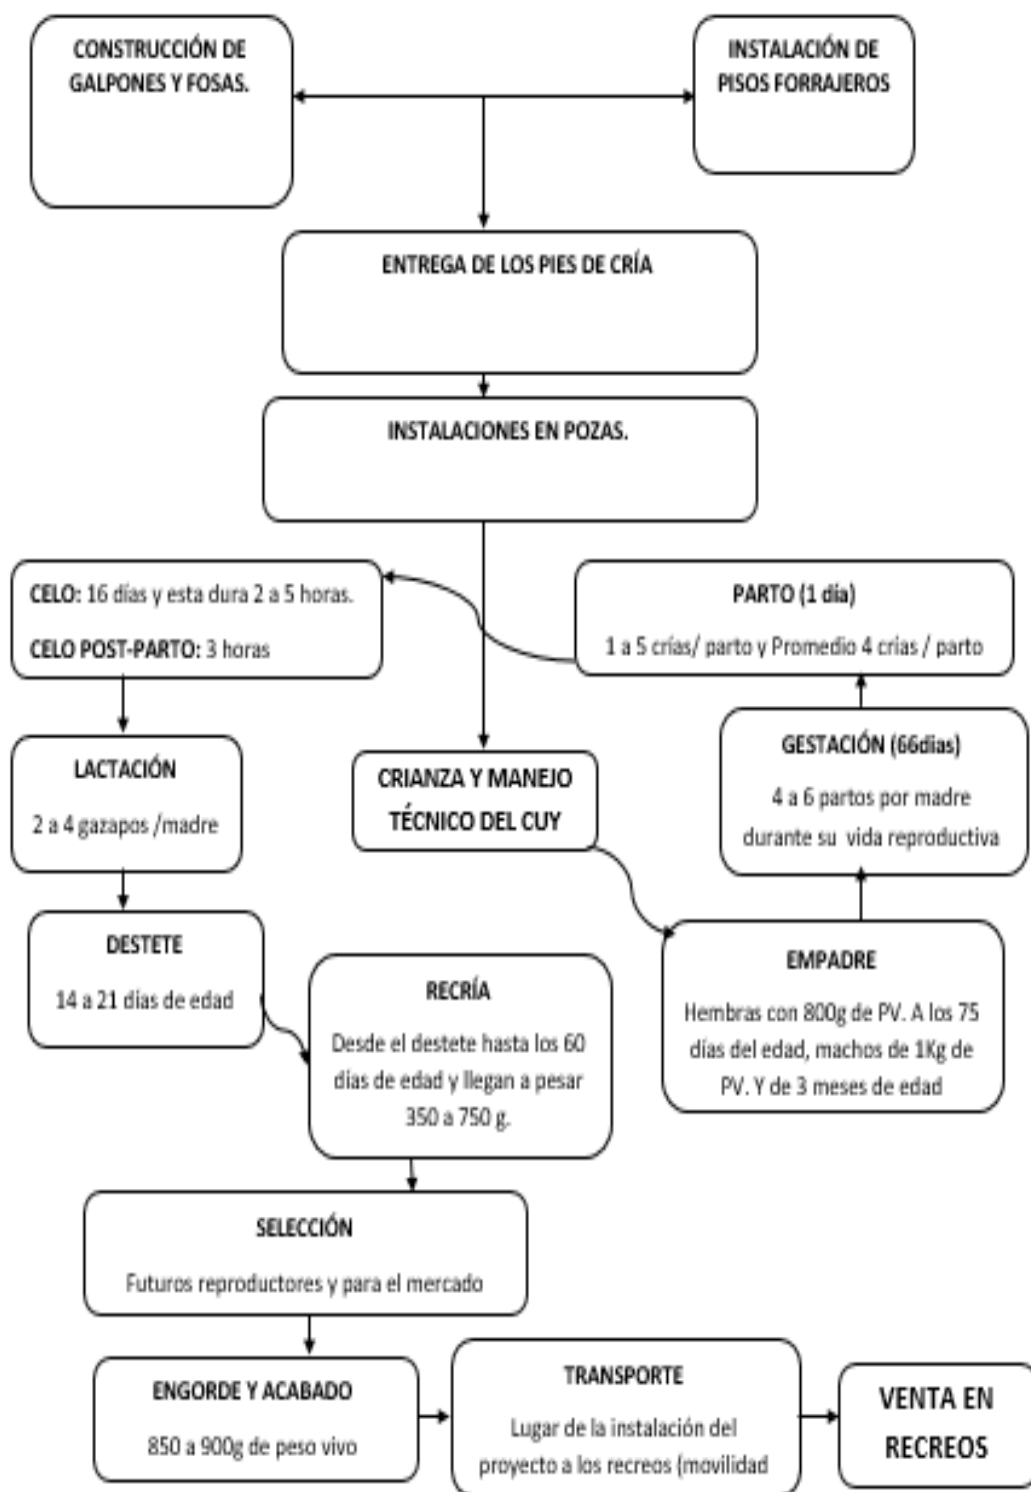 CONSTRUCCIÓN DE
GALPONES Y FOSAS.
INSTALACIÓN DE
PISOS FORRAJEROS
ENTREGA DE LOS PIES DE CRÍA
INSTALACIONES EN POZAS.
CELO: 16 días y esta dura 2 a 5 horas.
CELO POST-PARTO: 3 horas
PARTO (1 día)
1 a 5 crías/ parto y Promedio 4 crias / parto
LACTACIÓN
2 a 4 gazapos /madre
CRIANZA Y MANEJO
TÉCNICO DEL CUY
GESTACIÓN (66dias)
4 a 6 partos por madre
durante su vida reproductiva
DESTETE
14 a 21 días de edad
RECRÍA
Desde el destete hasta los 60
días de edad y llegan a pesar
350 a 750 g.
EMPADRE
Hembras con 800g de PV. A los 75
días del edad, machos de 1Kg de
PV. Y de 3 meses de edad
SELECCIÓN
Futuros reproductores y para el mercado
ENGORDE Y ACABADO
850 a 900g de peso vivo
TRANSPORTE
Lugar de la instalación del
proyecto a los recreos (movilidad
VENTA EN
RECREOS